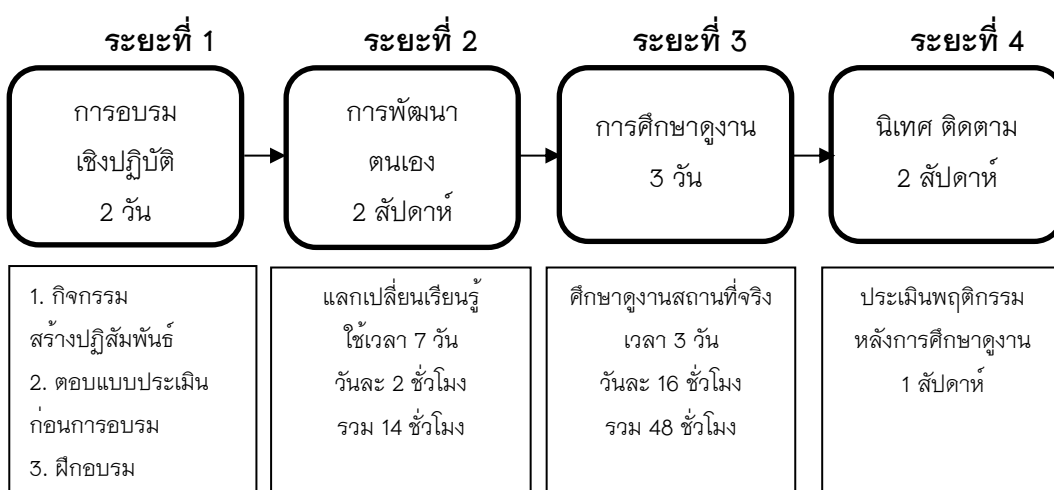 ระยะที่ 1
ระยะที่ 2
ระยะที่ 3
ระยะที่ 4
การอบรม
เชิงปฏิบัติ
2 วัน
การพัฒนา
ตนเอง
2 สัปดาห์
การศึกษาดูงาน
3 วัน
นิเทศ ติดตาม
2 สัปดาห์
1. กิจกรรม
สร้างปฏิสัมพันธ์
2. ตอบแบบประเมิน
ก่อนการอบรม
3. ฝึกอบรม
แลกเปลี่ยนเรียนรู้
ใช้เวลา 7 วัน
วันละ 2 ชั่วโมง
รวม 14 ชั่วโมง
ศึกษาดูงานสถานที่จริง
เวลา 3 วัน
วันละ 16 ชั่วโมง
รวม 48 ชั่วโมง
ประเมินพฤติกรรม
หลังการศึกษาดูงาน
1 สัปดาห์